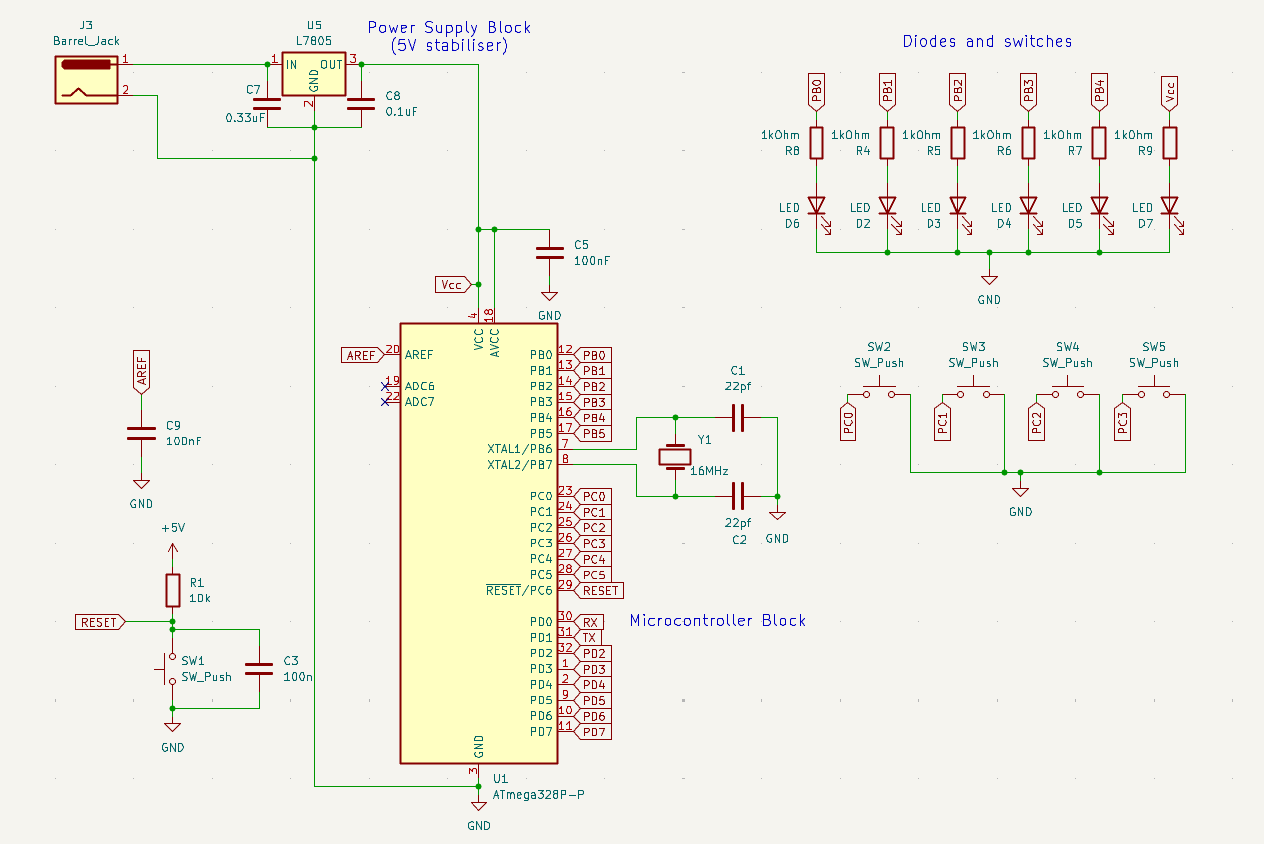 J3
Barrel_Jack
1
2
U5
L7805
1
IN
OUT
3
GND
2
C7
0.33uF
C8
0.1uF
Power Supply Block
(5V stabiliser)
C5
100nF
GND
Vcc
4
18
VCC
AVCC
AREF
20
AREF
19
ADC6
22
ADC7
PB0
12
PB0
PB1
13
PB1
PB2
14
PB2
PB3
15
PB3
PB4
16
PB4
PB5
17
PB5
XTAL1/PB6
7
XTAL2/PB7
8
PC0
23
PC0
PC1
24
PC1
PC2
25
PC2
PC3
26
PC3
PC4
27
PC4
PC5
28
PC5
RESET/PC6
29
RESET
PD0
30
RX
PD1
31
TX
PD2
32
PD2
PD3
1
PD3
PD4
2
PD4
PD5
9
PD5
PD6
10
PD6
PD7
11
PD7
GND
3
U1
ATmega328P-P
GND
Microcontroller Block
C1
22pf
Y1
16MHz
22pf
C2
GND
AREF
C9
100nF
GND
+5V
R1
10k
RESET
SW1
SW_Push
C3
100n
GND
Diodes and switches
PB0
PB1
PB2
PB3
PB4
Vcc
1kOhm
R8
1kOhm
R4
1kOhm
R5
1kOhm
R6
1kOhm
R7
1kOhm
R9
LED
D6
LED
D2
LED
D3
LED
D4
LED
D5
LED
D7
GND
SW2
SW_Push
SW3
SW_Push
SW4
SW_Push
SW5
SW_Push
PC0
PC1
PC2
PC3
GND